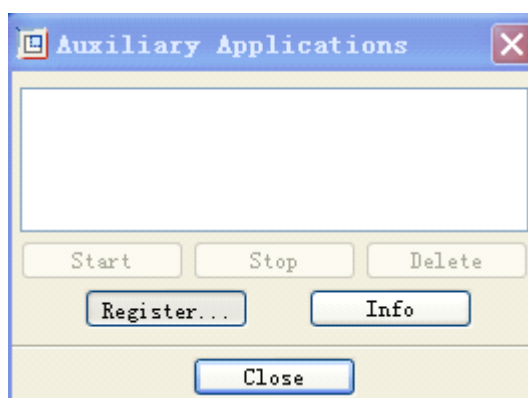 Auxiliary Applications
Start Stop Delete
Register... Info
Close